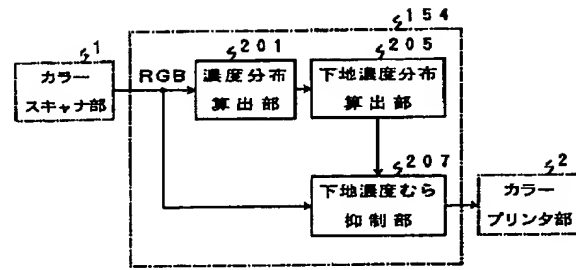 154
1
201
205
カラー
スキャナ部
RGB
濃度分布
算出部
下地濃度分布
算出部
207
2
下地濃度むら
抑制部
カラー
プリンタ部